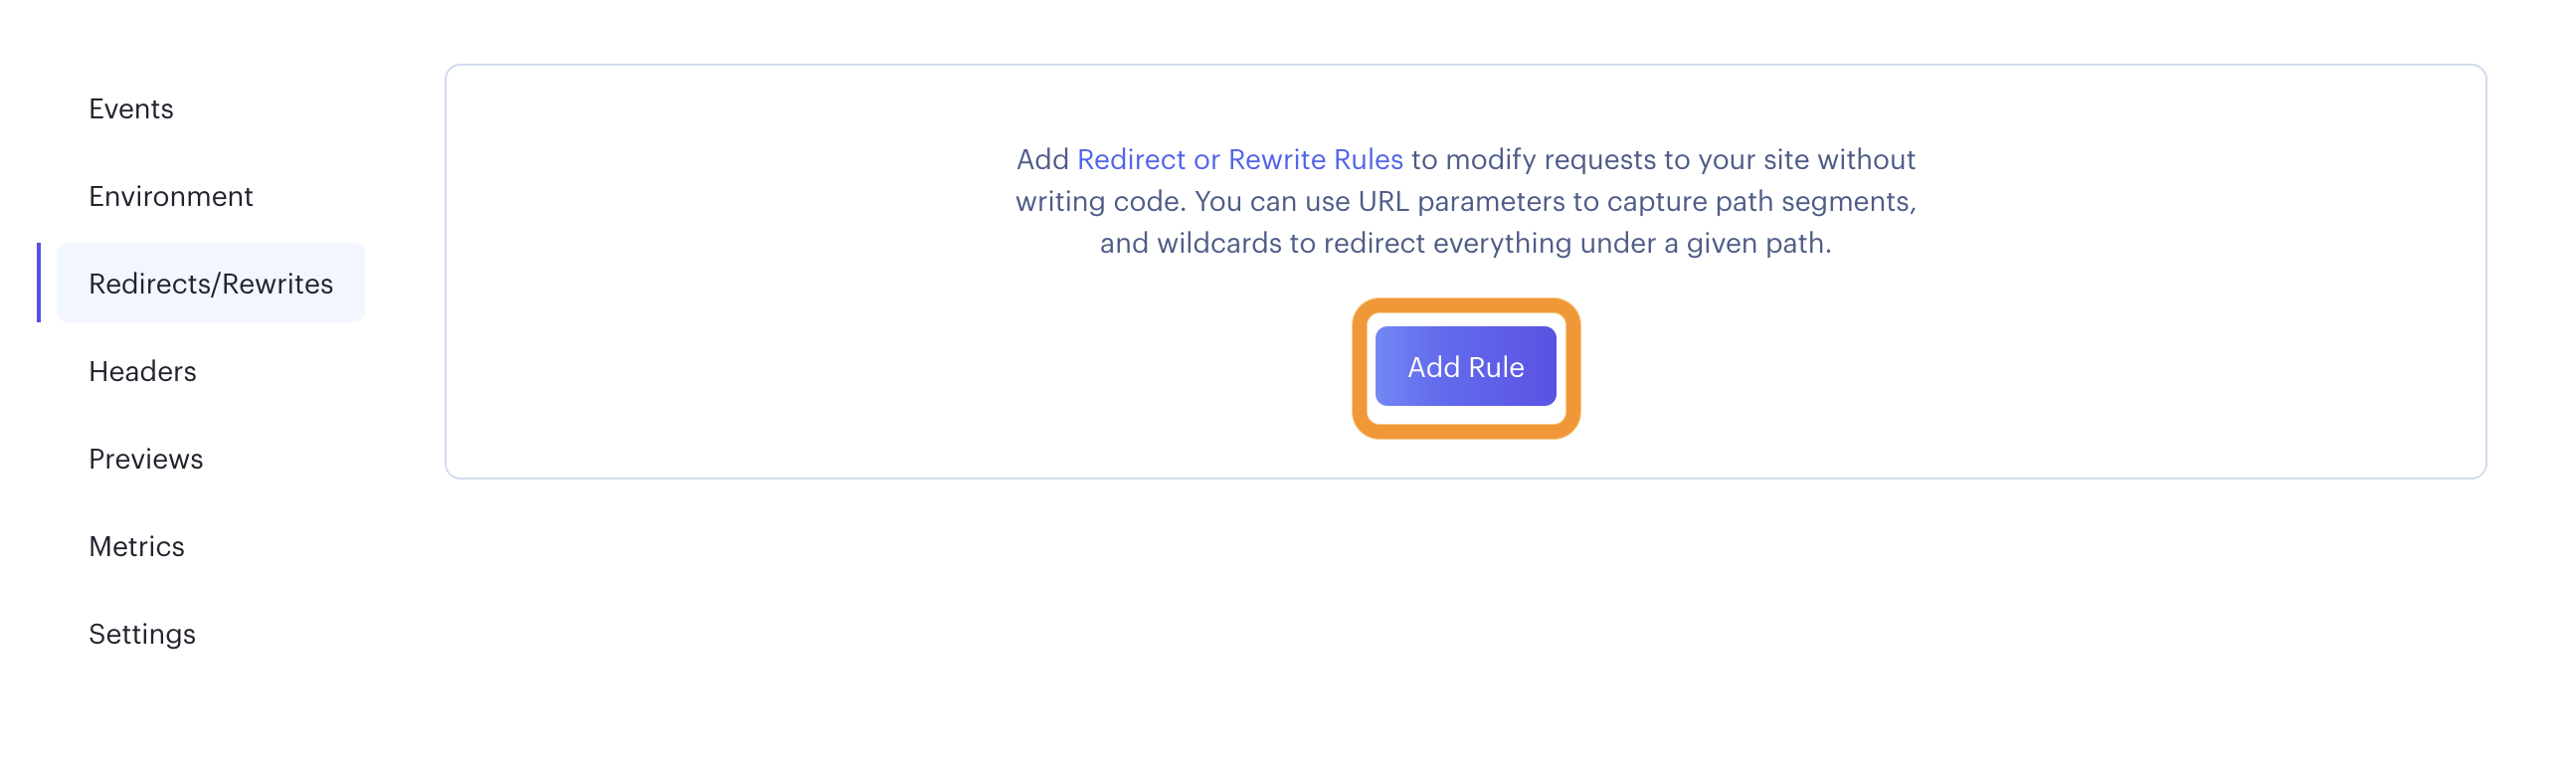 Events
Environment
Redirects/Rewrites
Headers
Previews
Metrics
Settings
Add Redirect or Rewrite Rules to modify requests to your site without
writing code. You can use URL parameters to capture path segments,
and wildcards to redirect everything under a given path.
Add Rule